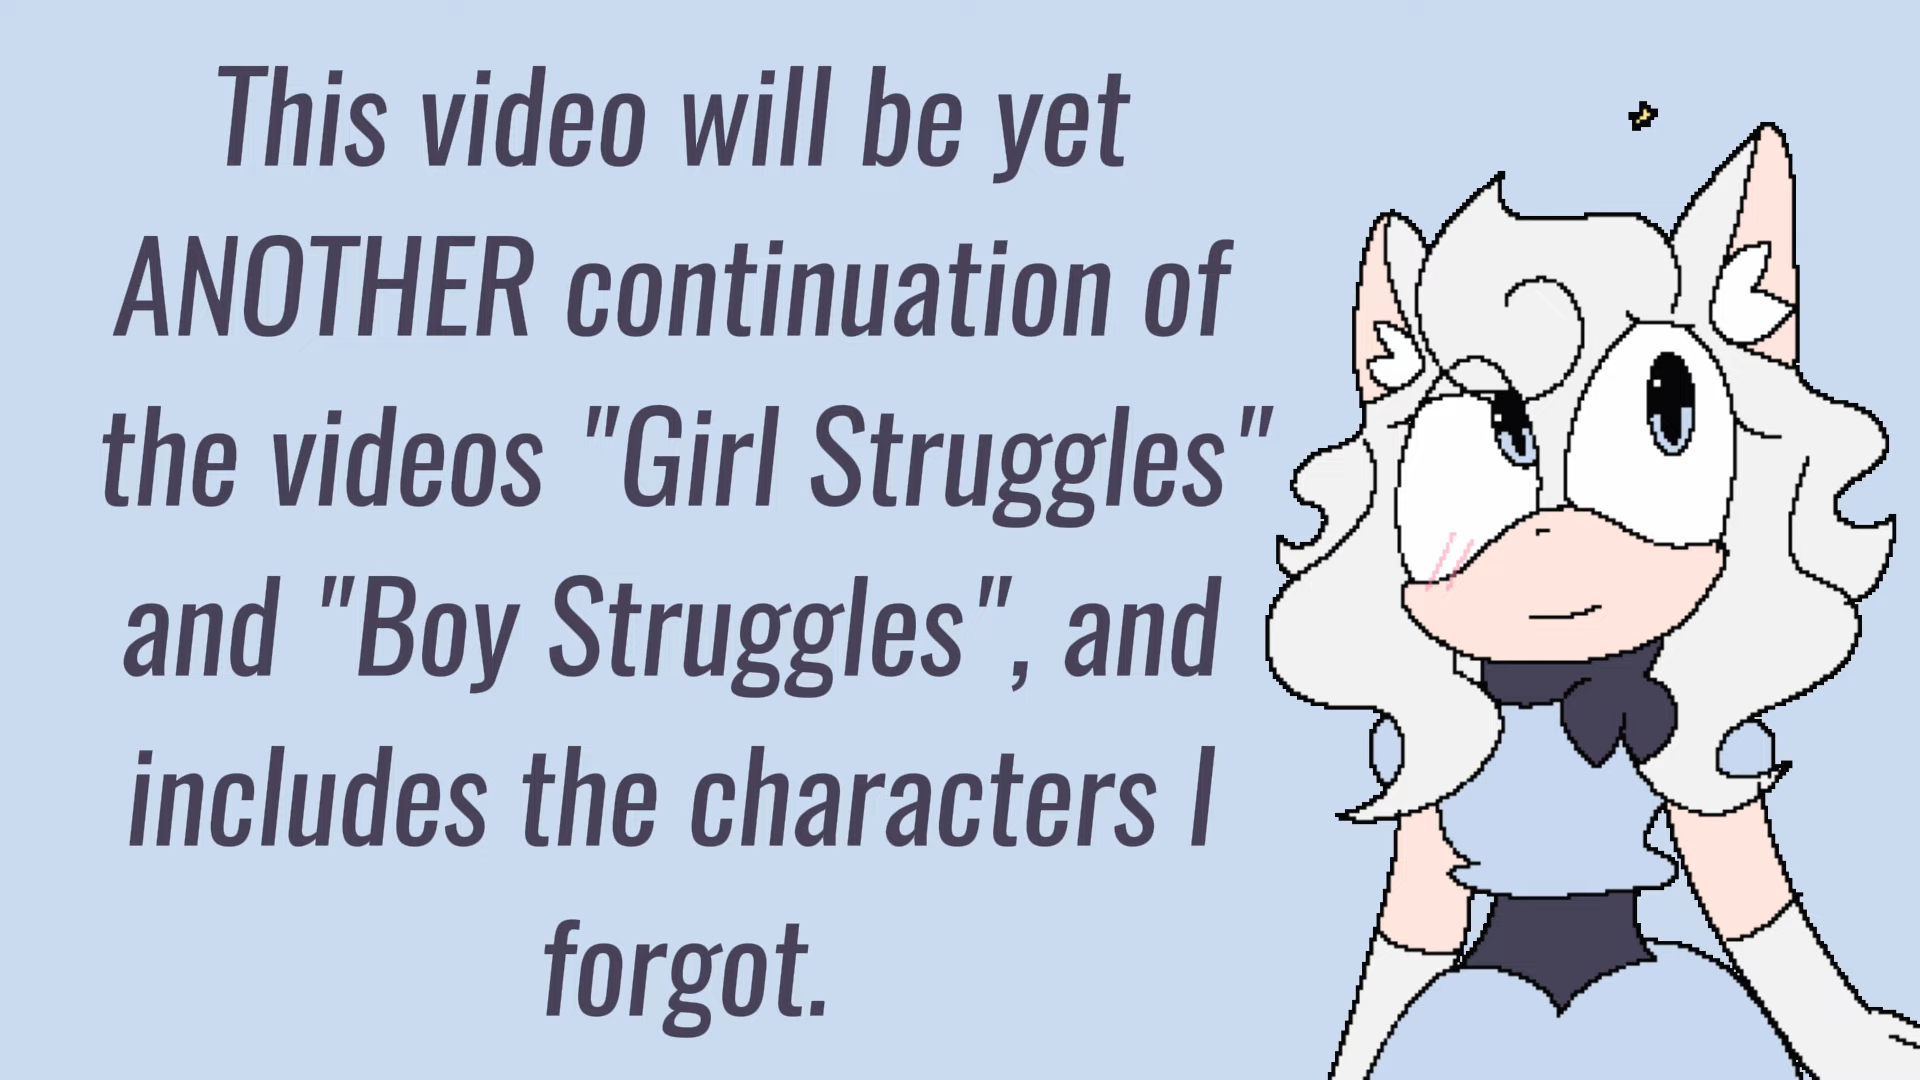 This video will be yet
ANOTHER continuation of
the videos "Girl Struggles"
and "Boy Struggles", and
includes the characters I
forgot.